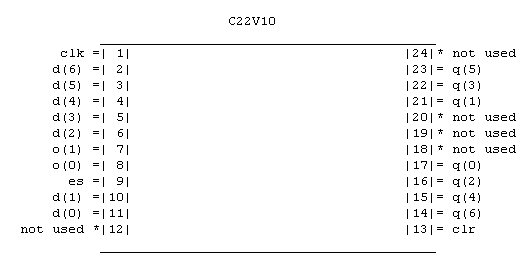 C22V10
clk =| 1| |24|* not used
d(6) =| 2| |23|= q(5)
d(5) =| 3| |22|= q(3)
d(4) =| 4| |21|= q(1)
d(3) =| 5| |20|* not used
d(2) =| 6| |19|* not used
o(1) =| 7| |18|* not used
o(0) =| 8| |17|= q(0)
es =| 9| |16|= q(2)
d(1) =|10| |15|= q(4)
d(0) =|11| |14|= q(6)
not used *|12| |13|= clr